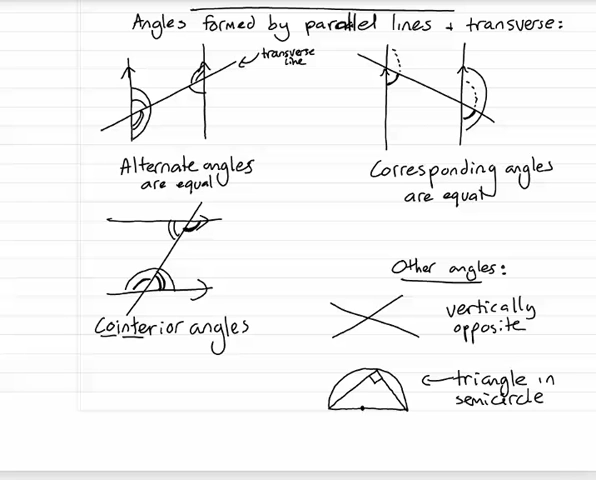 Angles formed by parallel lines + transverse:
transverse
line
Alternate angles
are equal
Corresponding angles
are equal
Cointerior angles
Other angles:
vertically
opposite
triangle in
semicircle